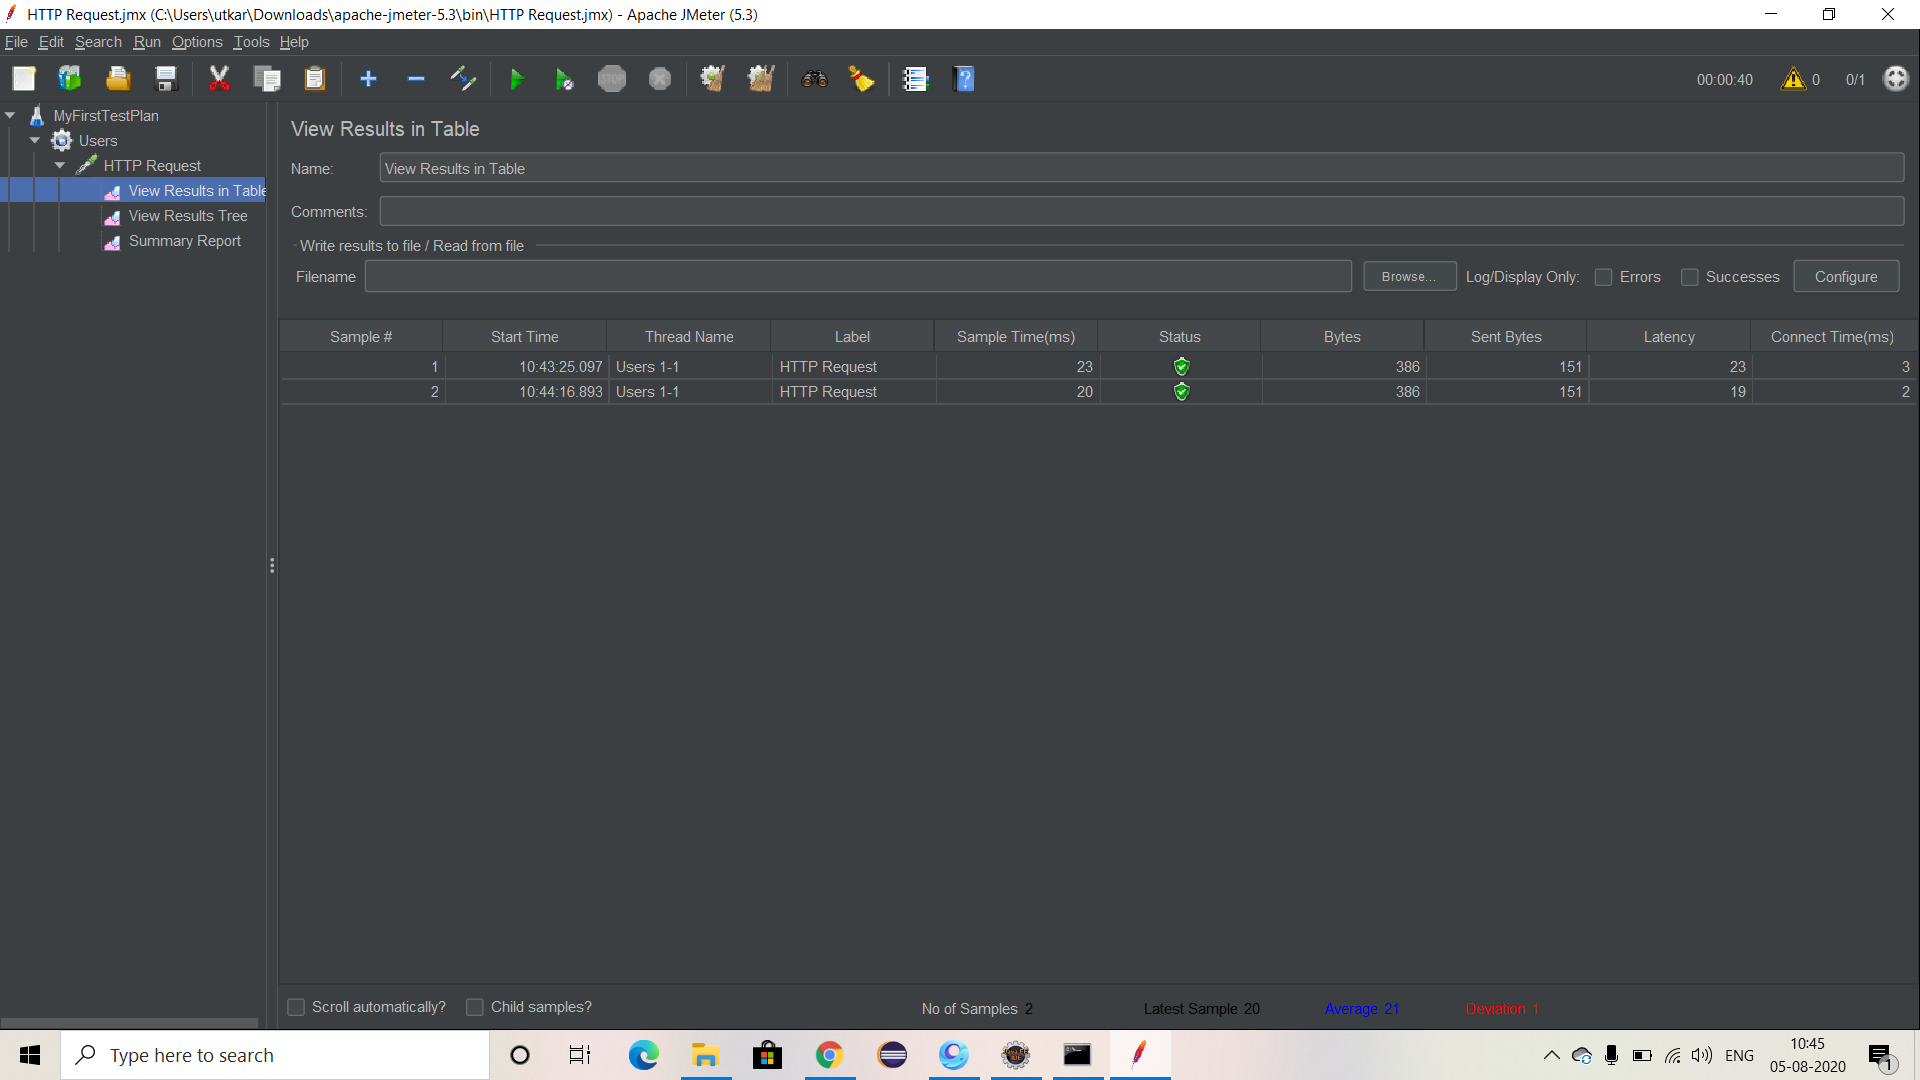 HTTP Request.jmx (C:\Users\utkar\Downloads\apache-jmeter-5.3\bin\HTTP Request.jmx) - Apache JMeter (5.3)
File Edit Search Run Options Tools Help
STOP
00:00:40 0 0/1
MyFirstTestPlan
Users
HTTP Request
View Results in Table
View Results Tree
Summary Report
View Results in Table
Name: View Results in Table
Comments:
Write results to file / Read from file
Filename Browse... Log/Display Only: Errors Successes Configure
Sample # Start Time Thread Name Label Sample Time(ms) Status Bytes Sent Bytes Latency Connect Time(ms)
1 10:43:25.097 Users 1-1 HTTP Request 23 386 151 23 3
2 10:44:16.893 Users 1-1 HTTP Request 20 386 151 19 2
Scroll automatically? Child samples? No of Samples 2 Latest Sample 20 Average 21 Deviation 1
Type here to search
ENG
10:45
05-08-2020
1